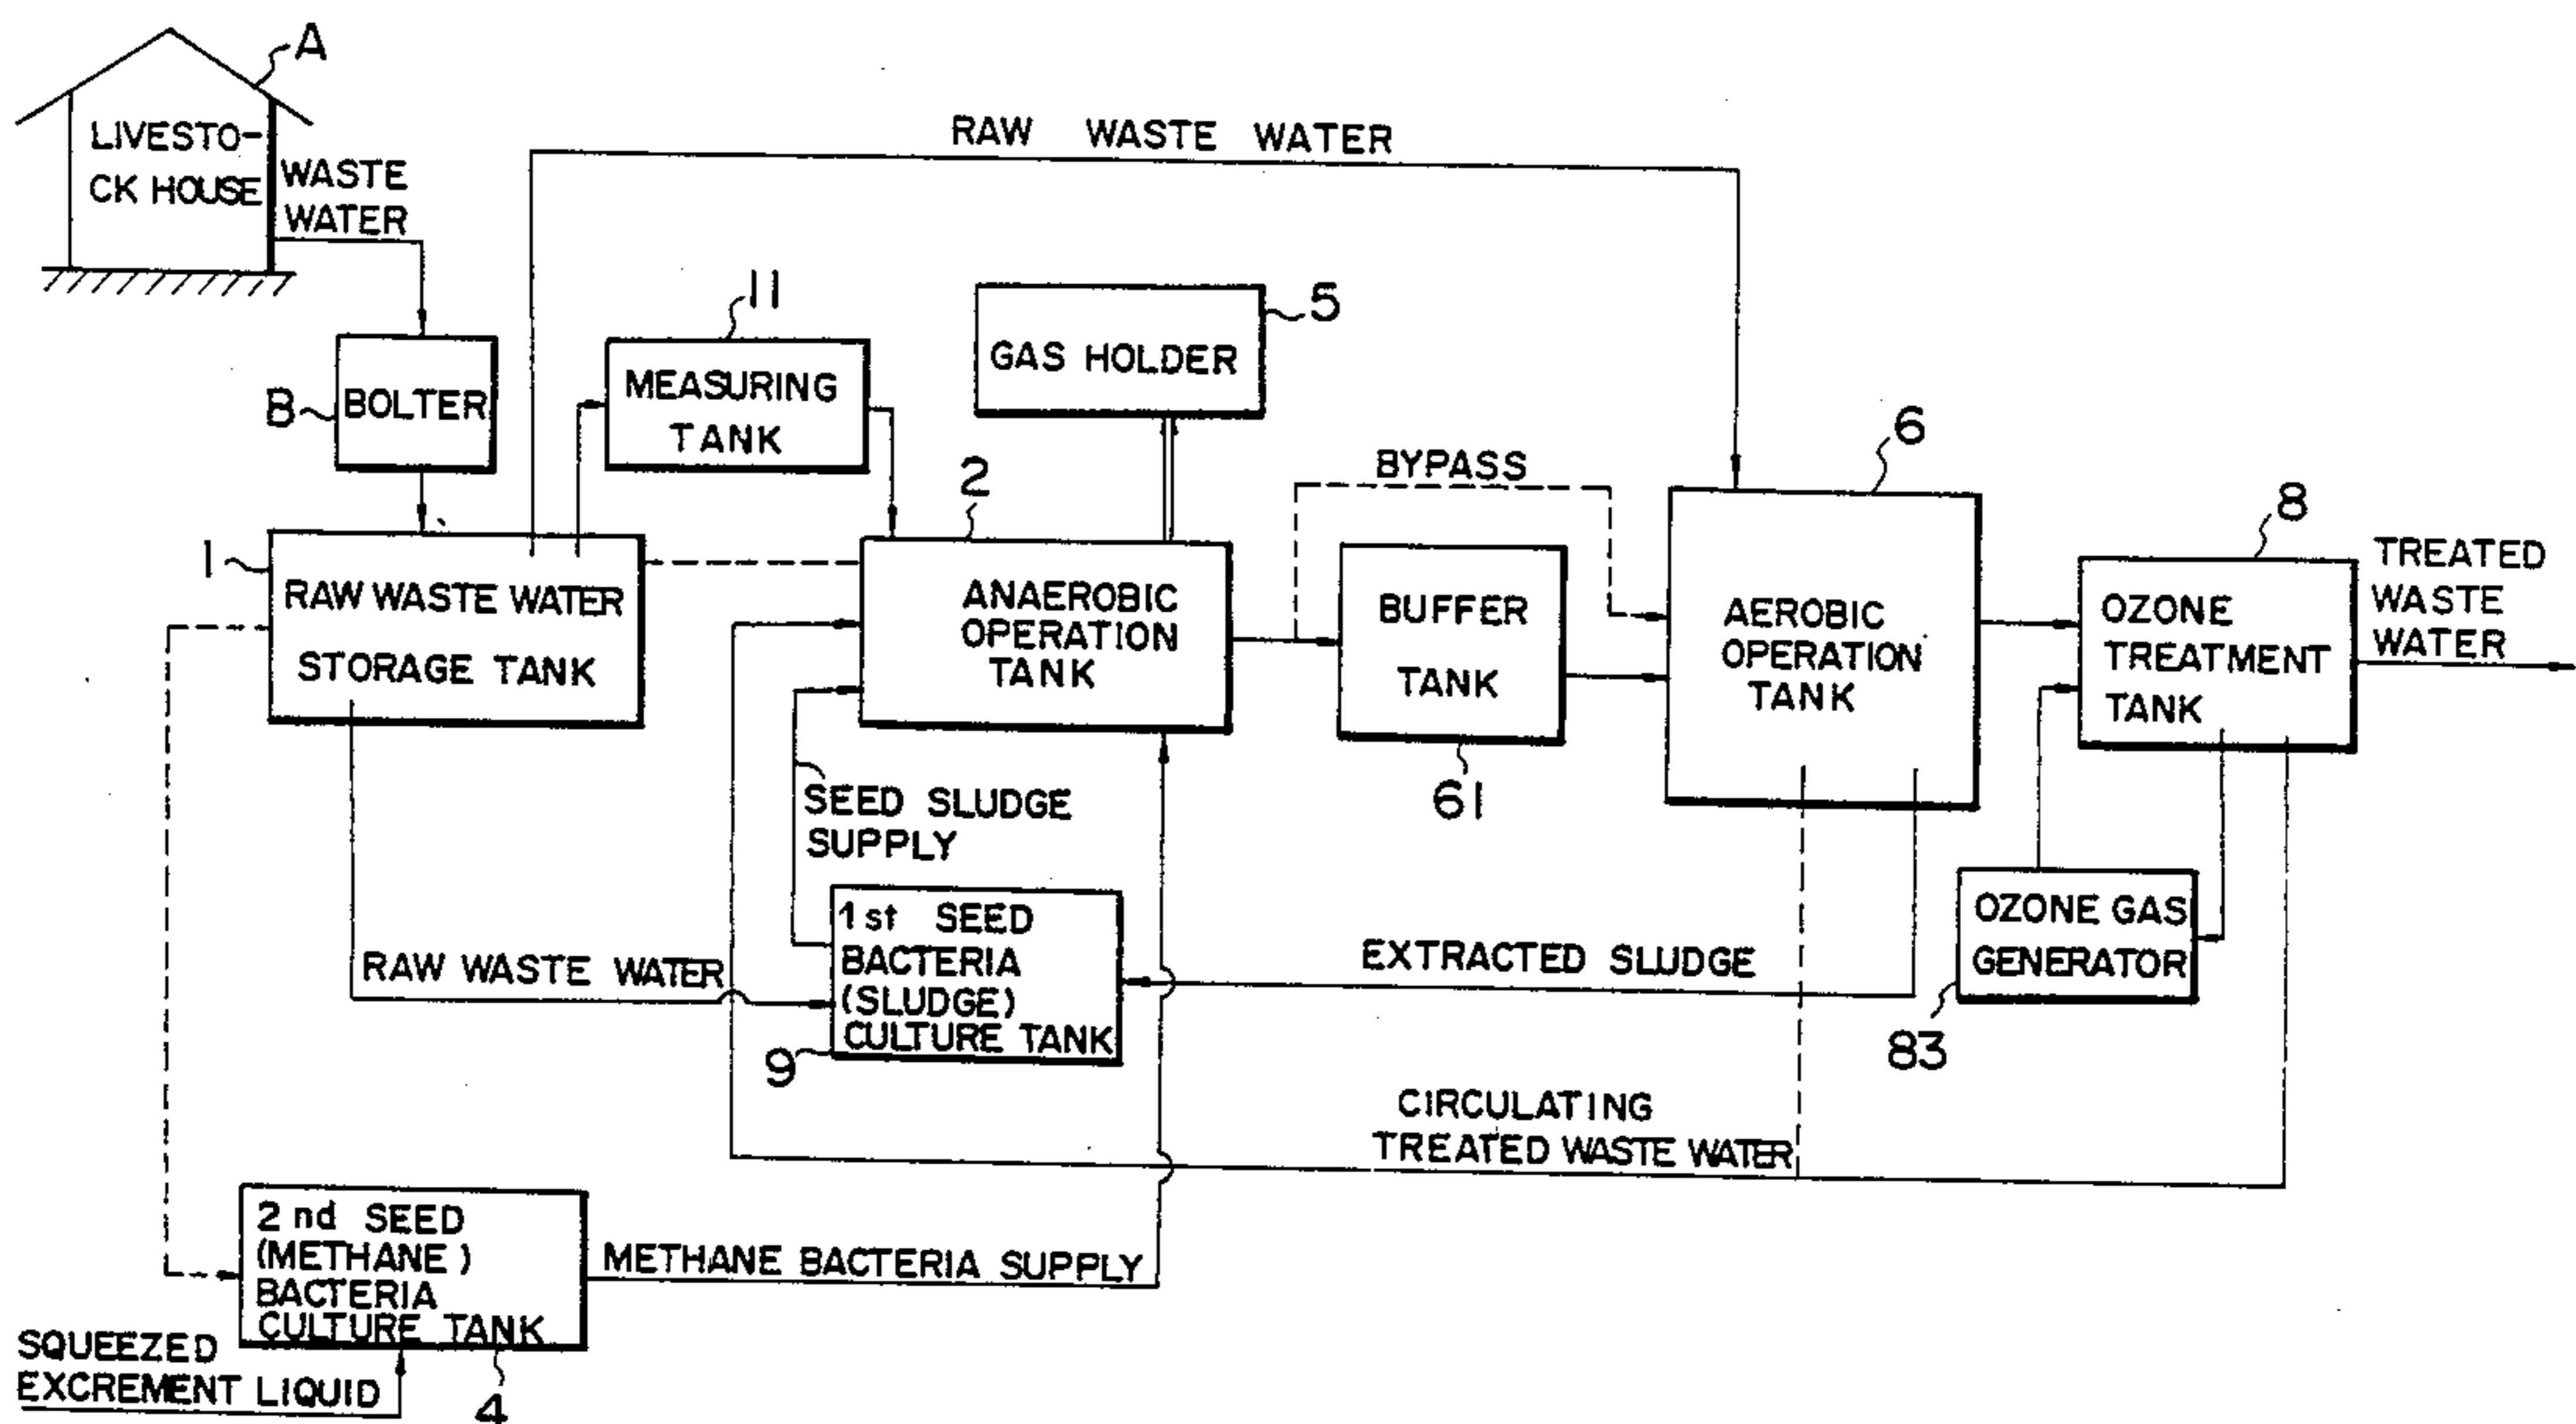 A
LIVESTO-
CK HOUSE
WASTE
WATER
RAW WASTE WATER
11
5
B
BOLTER
MEASURING
TANK
GAS HOLDER
6
BYPASS
2
8
1
RAW WASTE WATER
STORAGE TANK
ANAEROBIC
OPERATION
TANK
BUFFER
TANK
61
AEROBIC
OPERATION
TANK
OZONE
TREATMENT
TANK
TREATED
WASTE
WATER
SEED SLUDGE
SUPPLY
1st SEED
BACTERIA
(SLUDGE)
CULTURE TANK
9
RAW WASTE WATER
EXTRACTED SLUDGE
OZONE GAS
GENERATOR
83
CIRCULATING
TREATED WASTE WATER
2nd SEED
(METHANE)
BACTERIA
CULTURE TANK
METHANE BACTERIA SUPPLY
SQUEEZED
EXCREMENT LIQUID
4